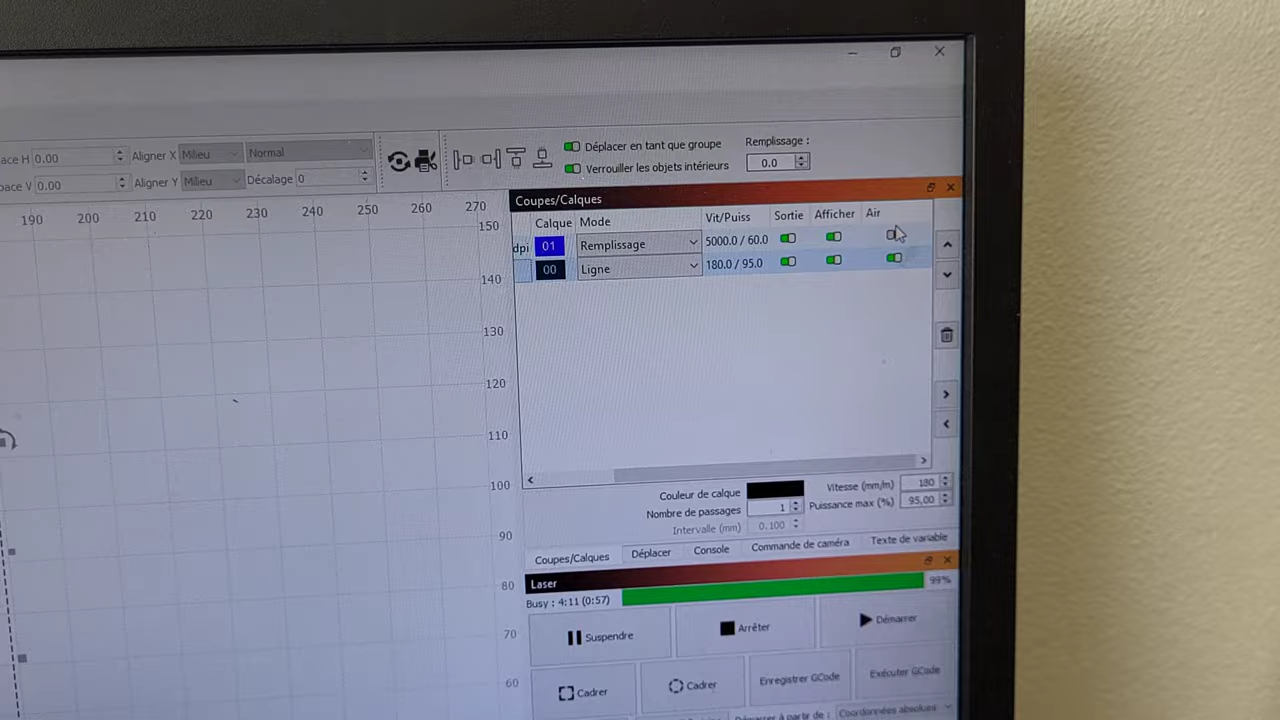 ace H 0.00 Aligner X Milieu Normal
ace V 0.00 Aligner Y Milieu Décalage 0
Déplacer en tant que groupe
Verrouiller les objets intérieurs
Remplissage :
0.0
190 200 210 220 230 240 250 260 270
Coupes/Calques
Calque Mode Vit/Puiss Sortie Afficher Air
dpi 01 Remplissage 5000.0 / 60.0
00 Ligne 180.0 / 95.0
150
140
130
120
110
100
90
80
70
60
Couleur de calque Vitesse (mm/m) 180
Nombre de passages 1 Puissance max (%) 95,00
Intervalle (mm) 0.100
Coupes/Calques Déplacer Console Commande de caméra Texte de variable
Laser
Busy : 4:11 (0:57) 99%
Suspendre Arrêter Démarrer
Cadrer Cadrer Enregistrer GCode Exécuter GCode
Démarrer à partir de : Coordonnées absolues